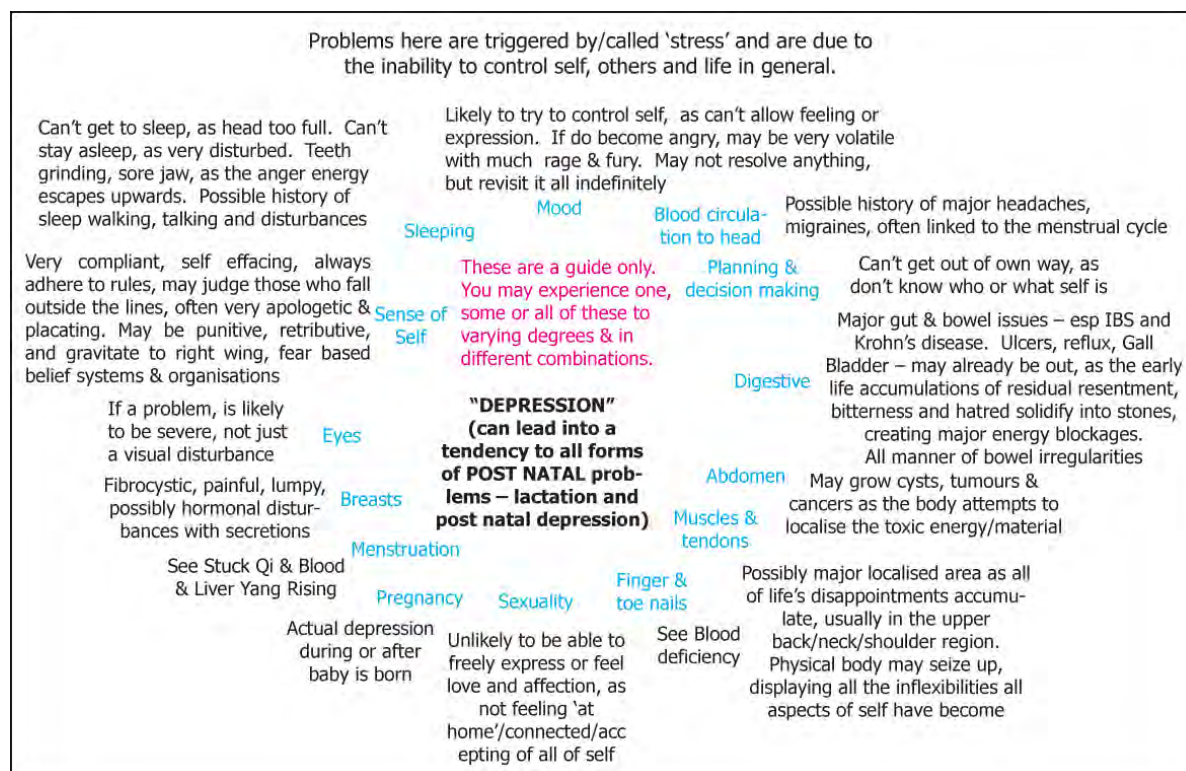 Problems here are triggered by/called ‘stress’ and are due to
the inability to control self, others and life in general.
Can’t get to sleep, as head too full.  Can’t
stay asleep, as very disturbed.  Teeth
grinding, sore jaw, as the anger energy
escapes upwards.  Possible history of
sleep walking, talking and disturbances
Sleeping
Likely to try to control self,  as can’t allow feeling or
expression.  If do become angry, may be very volatile
with much  rage & fury.  May not resolve anything,
but revisit it all indefinitely
Mood
Blood circula-
tion to head
Possible history of major headaches,
migraines, often linked to the menstrual cycle
Very compliant, self effacing, always
adhere to rules, may judge those who fall
outside the lines, often very apologetic &
placating. May be punitive, retributive,
and gravitate to right wing, fear based
belief systems & organisations
Sense of
Self
These are a guide only.
You may experience one,
some or all of these to
varying degrees & in
different combinations.
Planning &
decision making
Can’t get out of own way, as
don’t know who or what self is
Digestive
Major gut & bowel issues – esp IBS and
Krohn’s disease.  Ulcers, reflux, Gall
Bladder – may already be out, as the early
life accumulations of residual resentment,
bitterness and hatred solidify into stones,
creating major energy blockages.
All manner of bowel irregularities
If a problem, is likely
to be severe, not just
a visual disturbance
Eyes
“DEPRESSION”
(can lead into a
tendency to all forms
of POST NATAL prob-
lems – lactation and
post natal depression)
Abdomen
May grow cysts, tumours &
cancers as the body attempts to
localise the toxic energy/material
Fibrocystic, painful, lumpy,
possibly hormonal distur-
bances with secretions
Breasts
Muscles &
tendons
Possibly major localised area as all
of life’s disappointments accumu-
late, usually in the upper
back/neck/shoulder region.
Physical body may seize up,
displaying all the inflexibilities all
aspects of self have become
Menstruation
See Stuck Qi & Blood
& Liver Yang Rising
Pregnancy
Actual depression
during or after
baby is born
Sexuality
Unlikely to be able to
freely express or feel
love and affection, as
not feeling ‘at
home’/connected/acc
epting of all of self
Finger &
toe nails
See Blood
deficiency